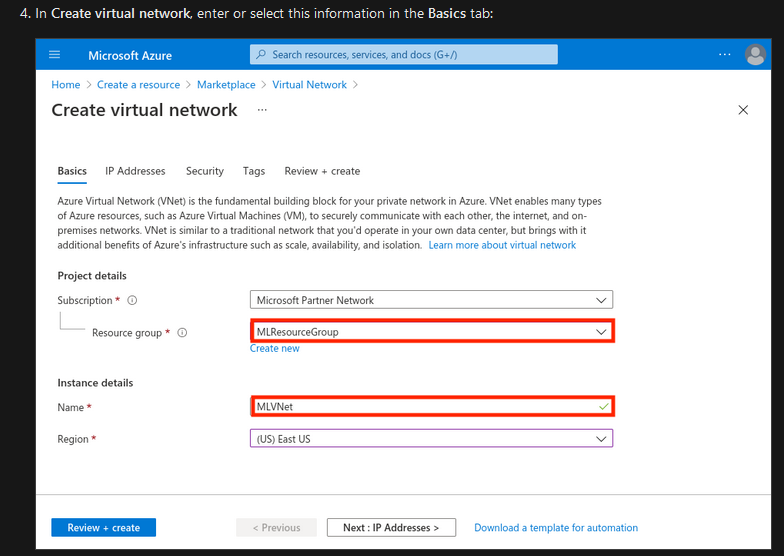 4. In Create virtual network, enter or select this information in the Basics tab:
Microsoft Azure
Search resources, services, and docs (G+/)
...
Home > Create a resource > Marketplace > Virtual Network >
Create virtual network ...
Basics IP Addresses Security Tags Review + create
Azure Virtual Network (VNet) is the fundamental building block for your private network in Azure. VNet enables many types
of Azure resources, such as Azure Virtual Machines (VM), to securely communicate with each other, the internet, and on-
premises networks. VNet is similar to a traditional network that you'd operate in your own data center, but brings with it
additional benefits of Azure's infrastructure such as scale, availability, and isolation. Learn more about virtual network
Project details
Subscription * Microsoft Partner Network
Resource group * MLResourceGroup
Create new
Instance details
Name * MLVNet
Region * (US) East US
Review + create < Previous Next : IP Addresses > Download a template for automation